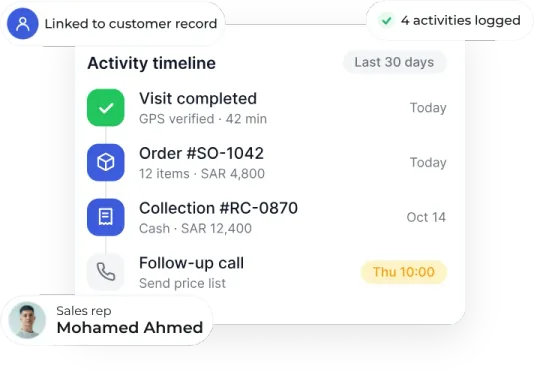 Linked to customer record
4 activities logged
Activity timeline
Last 30 days
Visit completed
GPS verified · 42 min
Today
Order #SO-1042
12 items · SAR 4,800
Today
Collection #RC-0870
Cash · SAR 12,400
Oct 14
Follow-up call
Send price list
Thu 10:00
Sales rep
Mohamed Ahmed